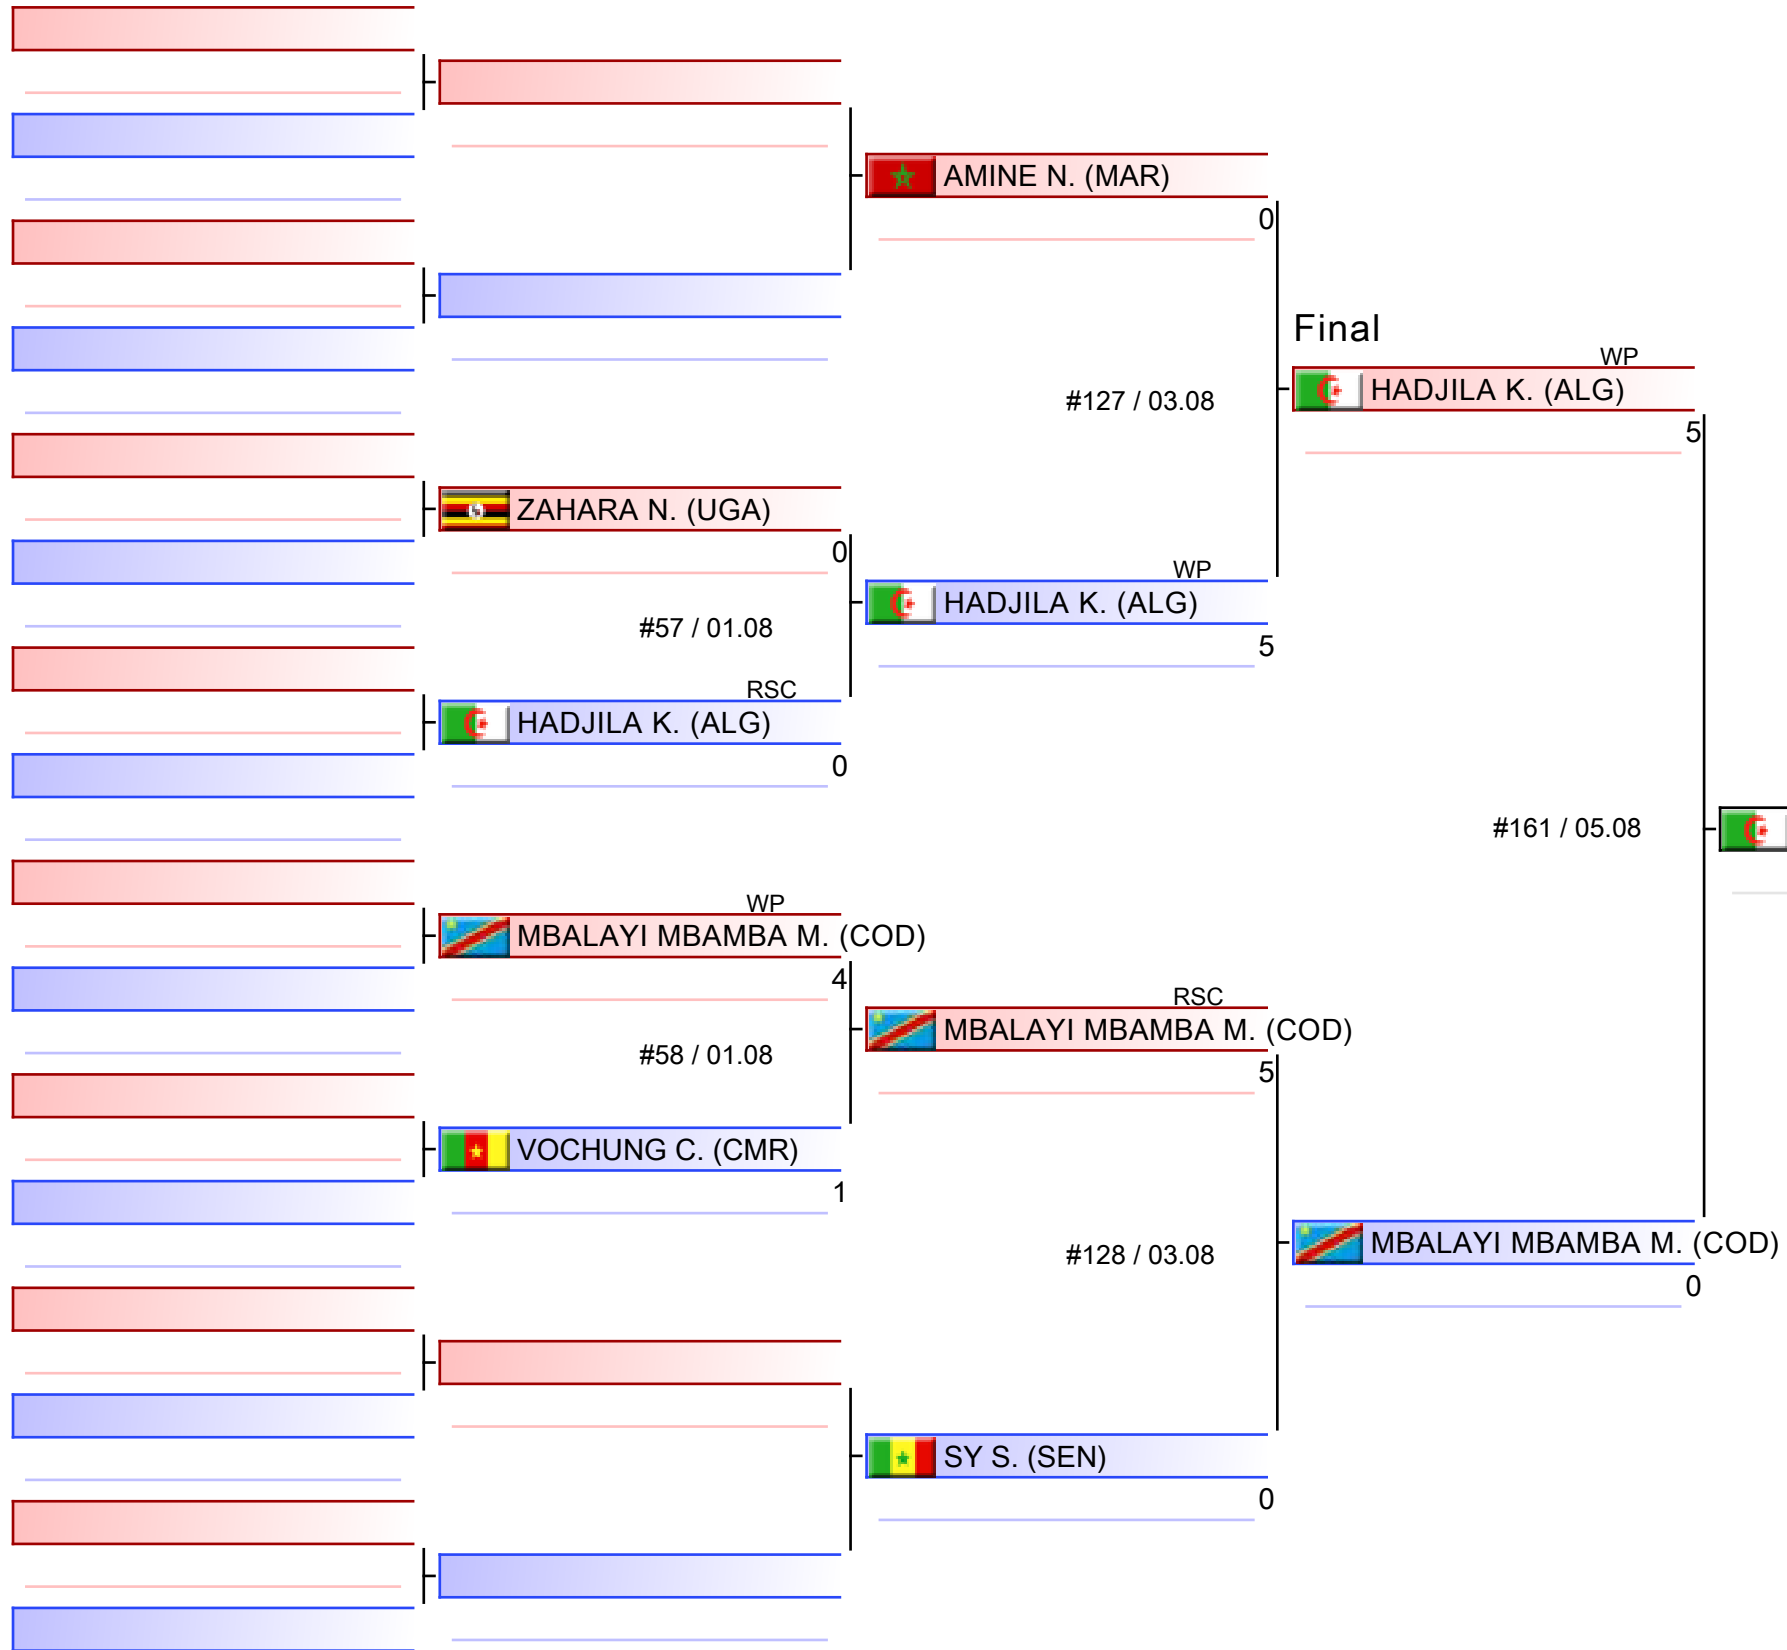 AMINE N. (MAR)
0
Final
WP
HADJILA K. (ALG)
#127 / 03.08
5
ZAHARA N. (UGA)
0
WP
HADJILA K. (ALG)
#57 / 01.08
5
RSC
HADJILA K. (ALG)
0
#161 / 05.08
WP
MBALAYI MBAMBA M. (COD)
4
RSC
MBALAYI MBAMBA M. (COD)
#58 / 01.08
5
VOCHUNG C. (CMR)
1
#128 / 03.08
MBALAYI MBAMBA M. (COD)
0
SY S. (SEN)
0